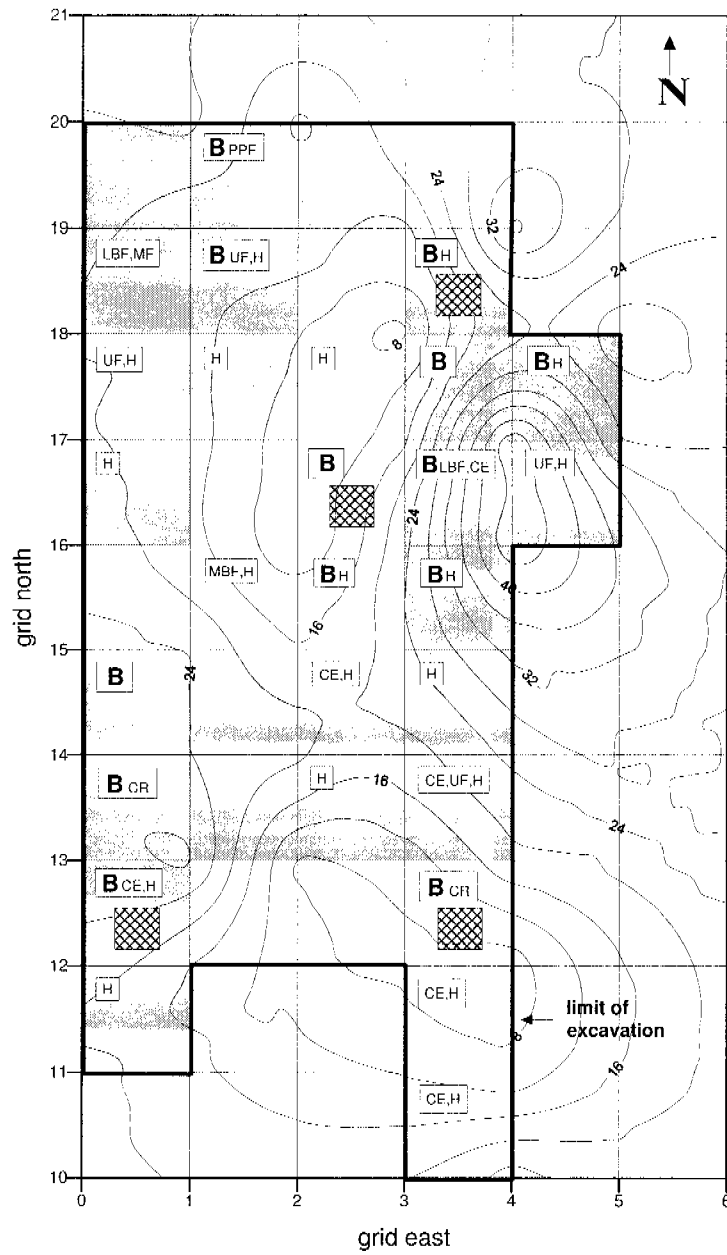 21
N
20
B PPF
24
19
32
LBF,MF
B UF,H
B H
24
18
8
UF,H
H
H
B
B H
17
H
B
B LBF,CE
UF,H
24
16
MBF,H
B H
B H
40
16
15
B
24
CE,H
H
32
14
B CR
H
16
CE,UF,H
24
13
B CE,H
B CR
12
H
CE,H
limit of
excavation
8
16
11
CE,H
10
0 1 2 3 4 5 6
grid north
grid east